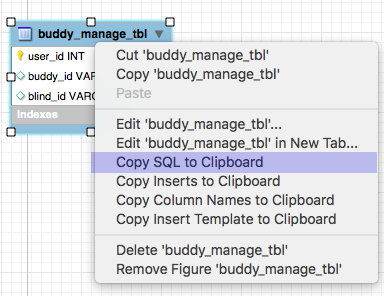 buddy_manage_tbl
user_id INT
buddy_id VAR
blind_id VARC
Indexes
Cut 'buddy_manage_tbl'
Copy 'buddy_manage_tbl'
Paste
Edit 'buddy_manage_tbl'...
Edit 'buddy_manage_tbl' in New Tab...
Copy SQL to Clipboard
Copy Inserts to Clipboard
Copy Column Names to Clipboard
Copy Insert Template to Clipboard
Delete 'buddy_manage_tbl'
Remove Figure 'buddy_manage_tbl'